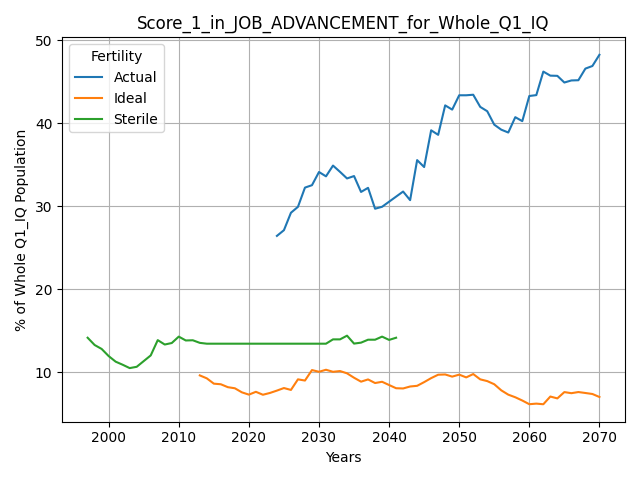 Score_1_in_JOB_ADVANCEMENT_for_Whole_Q1_IQ
Fertility
Actual
Ideal
Sterile
% of Whole Q1_IQ Population
50
40
30
20
10
2000 2010 2020 2030 2040 2050 2060 2070
Years